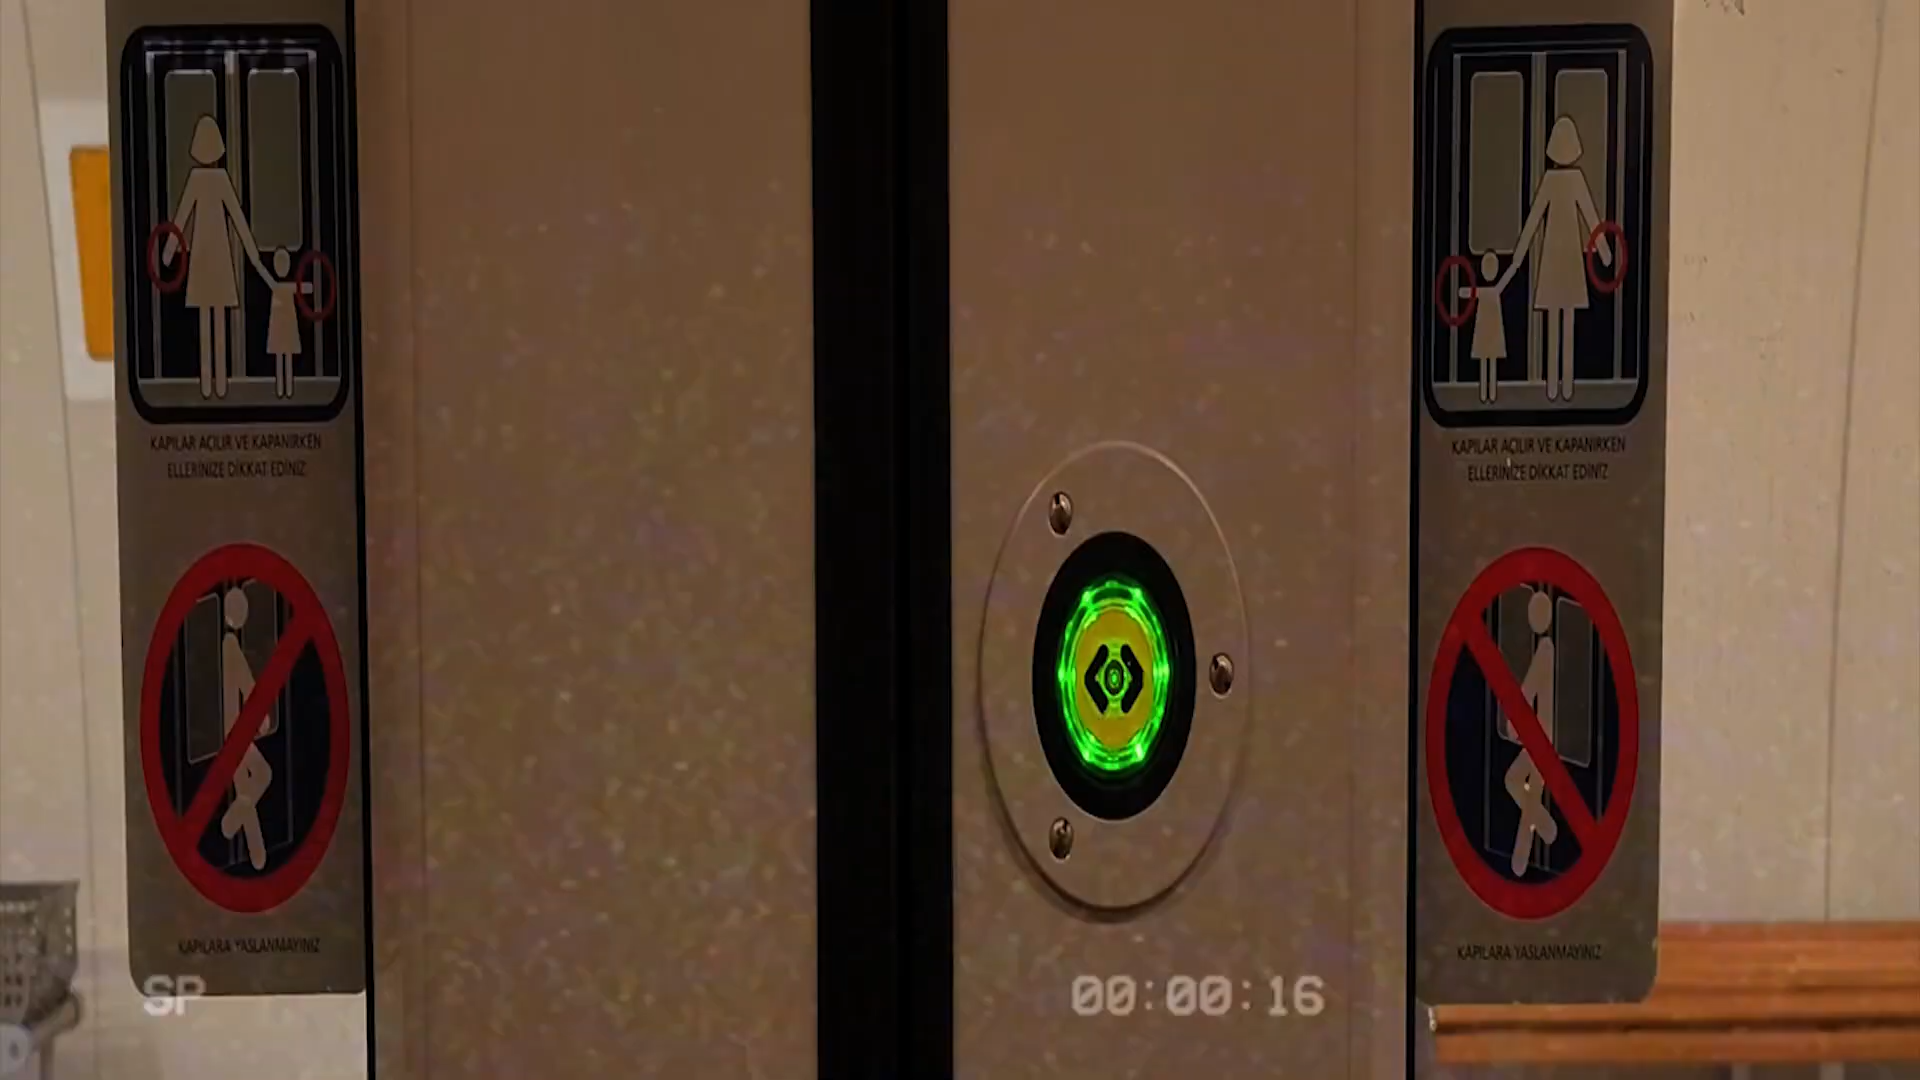 KAPILAR AÇILIR VE KAPANIRKEN
ELLERİNİZE DİKKAT EDİNİZ
KAPILARA YASLANMAYINIZ
KAPILAR AÇILIR VE KAPANIRKEN
ELLERİNİZE DİKKAT EDİNİZ
KAPILARA YASLANMAYINIZ
SP
00:00:16